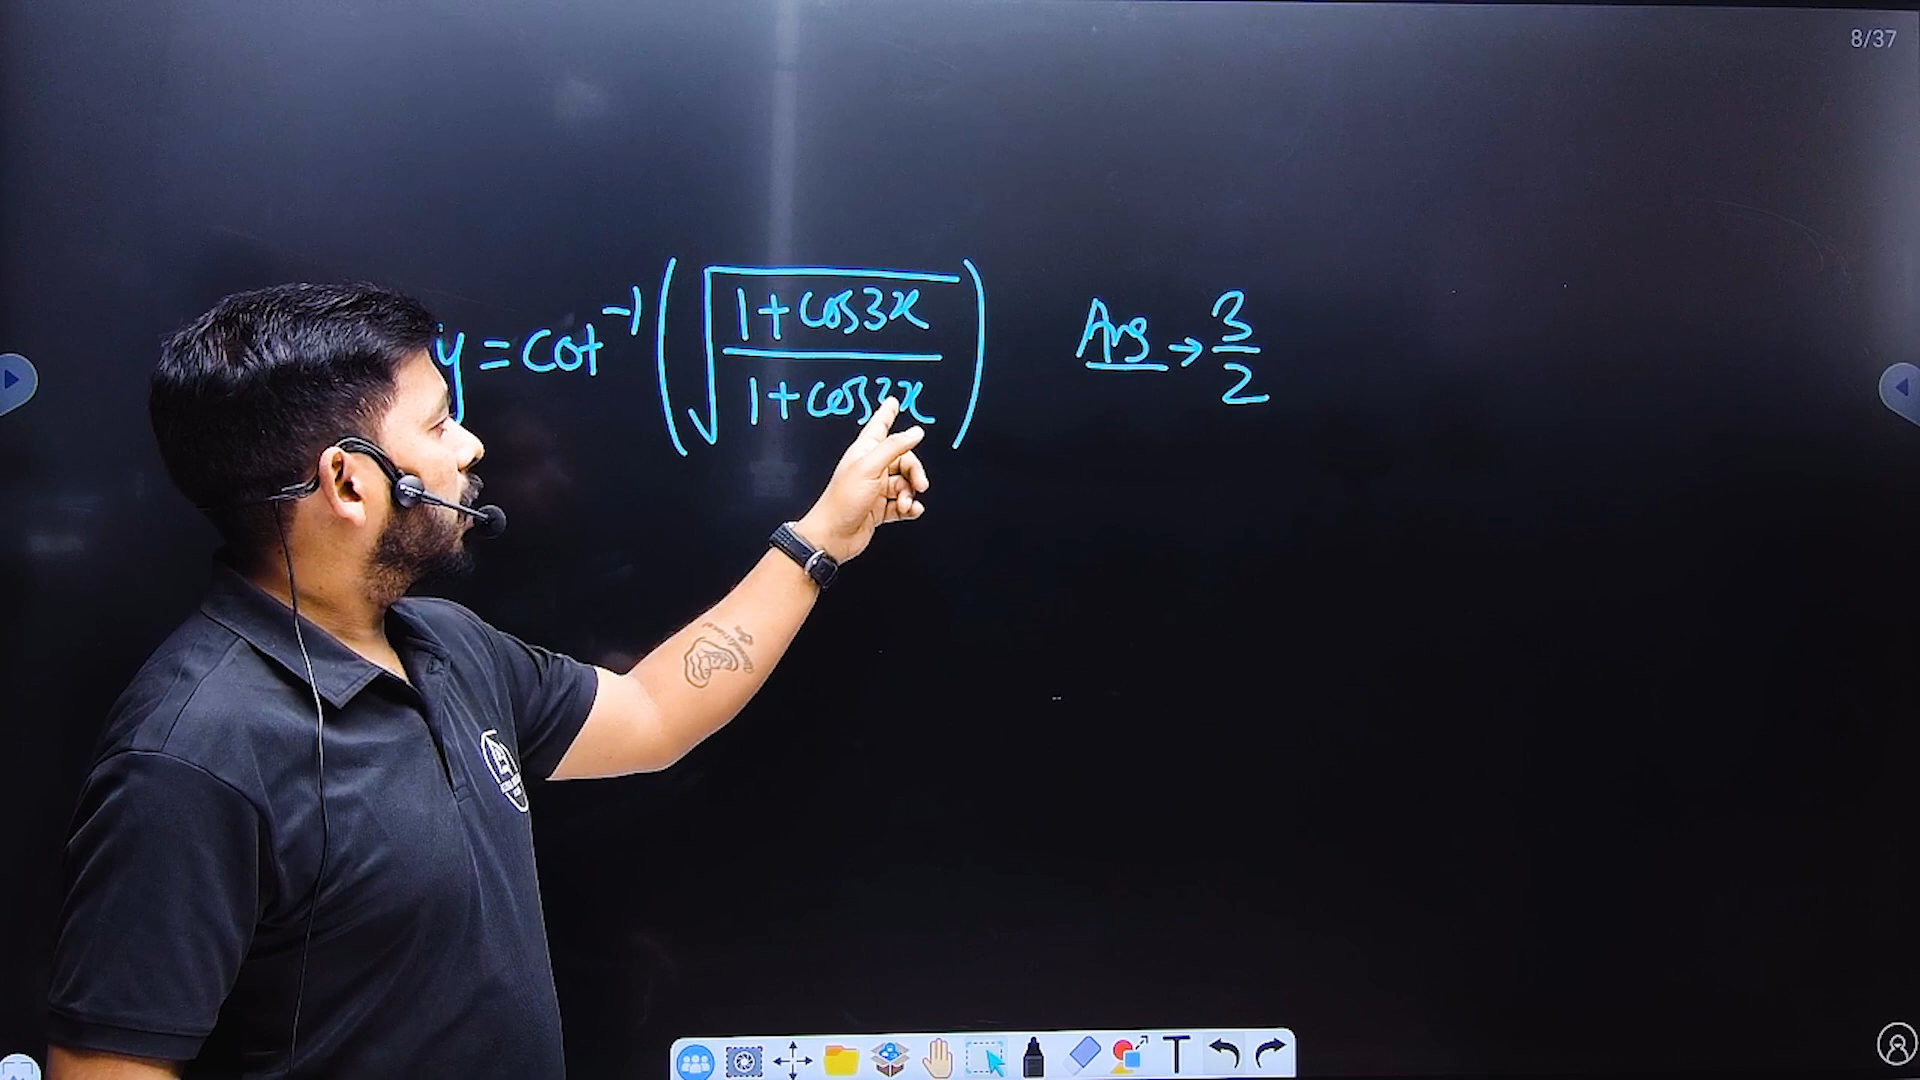 8/37
y = cot⁻¹(√((1+cos3x)/(1+cos3x))) Ans → 3/2
T